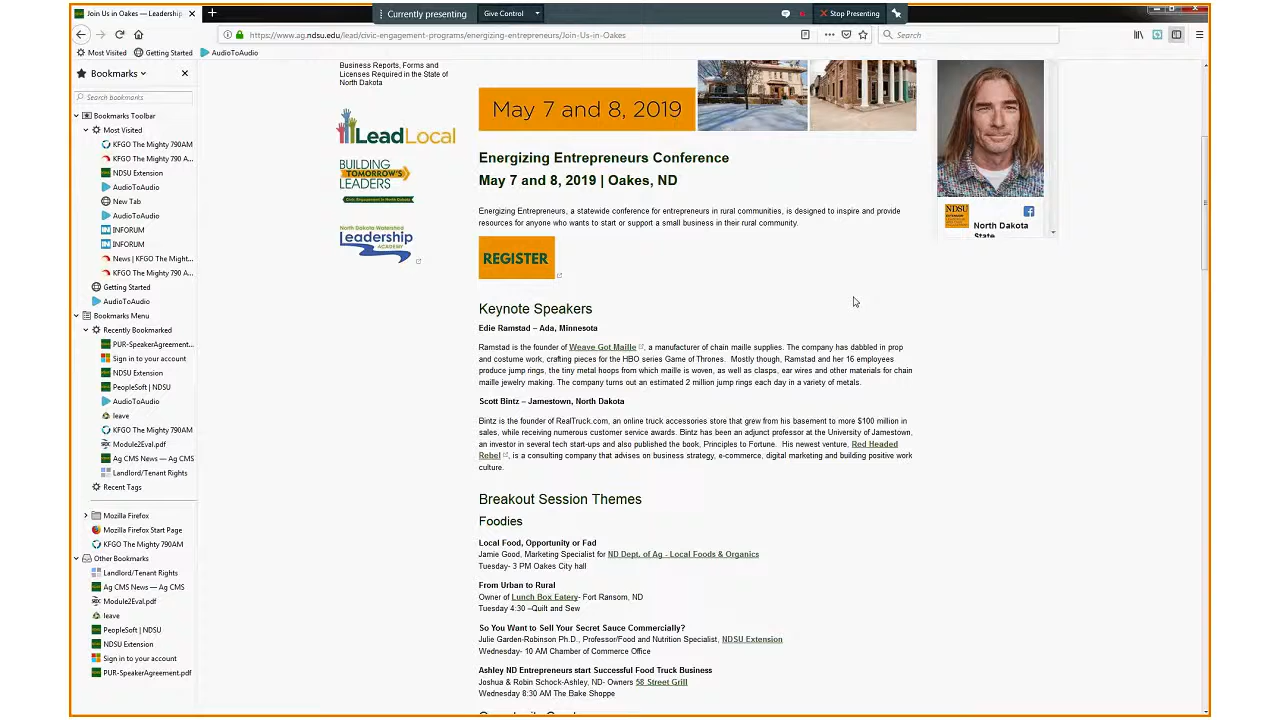 Join Us in Oakes — Leadership
Currently presenting
Give Control
Stop Presenting
https://www.ag.ndsu.edu/lead/civic-engagement-programs/energizing-entrepreneurs/Join-Us-in-Oakes
Search
Most Visited
Getting Started
AudioToAudio
Bookmarks
Search bookmarks
Bookmarks Toolbar
Most Visited
KFGO The Mighty 790AM
KFGO The Mighty 790 A...
NDSU Extension
AudioToAudio
New Tab
AudioToAudio
INFORUM
INFORUM
News | KFGO The Might...
KFGO The Mighty 790 A...
Getting Started
AudioToAudio
Bookmarks Menu
Recently Bookmarked
PUR-SpeakerAgreement...
Sign in to your account
NDSU Extension
PeopleSoft | NDSU
AudioToAudio
leave
KFGO The Mighty 790AM
Module2Eval.pdf
Ag CMS News — Ag CMS
Landlord/Tenant Rights
Recent Tags
Mozilla Firefox
Mozilla Firefox Start Page
KFGO The Mighty 790AM
Other Bookmarks
Landlord/Tenant Rights
Ag CMS News — Ag CMS
Module2Eval.pdf
leave
PeopleSoft | NDSU
NDSU Extension
Sign in to your account
PUR-SpeakerAgreement.pdf
Business Reports, Forms and
Licenses Required in the State of
North Dakota
LeadLocal
BUILDING
TOMORROW'S
LEADERS
Civic Engagement in North Dakota
North Dakota Watershed
Leadership
ACADEMY
May 7 and 8, 2019
Energizing Entrepreneurs Conference
May 7 and 8, 2019 | Oakes, ND
Energizing Entrepreneurs, a statewide conference for entrepreneurs in rural communities, is designed to inspire and provide
resources for anyone who wants to start or support a small business in their rural community.
REGISTER
Keynote Speakers
Edie Ramstad – Ada, Minnesota
Ramstad is the founder of Weave Got Maille , a manufacturer of chain maille supplies. The company has dabbled in prop
and costume work, crafting pieces for the HBO series Game of Thrones. Mostly though, Ramstad and her 16 employees
produce jump rings, the tiny metal hoops from which maille is woven, as well as clasps, ear wires and other materials for chain
maille jewelry making. The company turns out an estimated 2 million jump rings each day in a variety of metals.
Scott Bintz – Jamestown, North Dakota
Bintz is the founder of RealTruck.com, an online truck accessories store that grew from his basement to more $100 million in
sales, while receiving numerous customer service awards. Bintz has been an adjunct professor at the University of Jamestown,
an investor in several tech start-ups and also published the book, Principles to Fortune. His newest venture, Red Headed
Rebel , is a consulting company that advises on business strategy, e-commerce, digital marketing and building positive work
culture.
Breakout Session Themes
Foodies
Local Food, Opportunity or Fad
Jamie Good, Marketing Specialist for ND Dept. of Ag - Local Foods & Organics
Tuesday- 3 PM Oakes City hall
From Urban to Rural
Owner of Lunch Box Eatery- Fort Ransom, ND
Tuesday 4:30 –Quilt and Sew
So You Want to Sell Your Secret Sauce Commercially?
Julie Garden-Robinson Ph.D., Professor/Food and Nutrition Specialist, NDSU Extension
Wednesday- 10 AM Chamber of Commerce Office
Ashley ND Entrepreneurs start Successful Food Truck Business
Joshua & Robin Schock-Ashley, ND- Owners 58 Street Grill
Wednesday 8:30 AM The Bake Shoppe
NDSU
EXTENSION
North Dakota
State